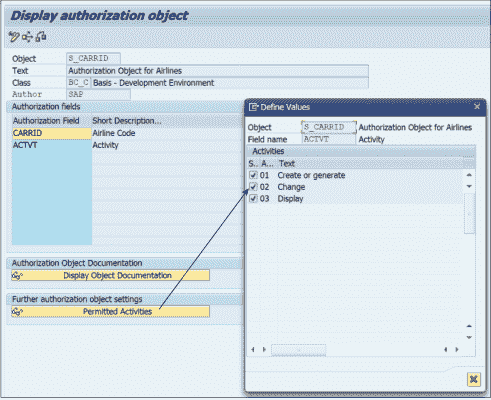 Display authorization object
Object S_CARRID
Text Authorization Object for Airlines
Class BC_C Basis - Development Environment
Author SAP
Authorization fields
Authorization Field Short Description...
CARRID Airline Code
ACTVT Activity
Authorization Object Documentation
Display Object Documentation
Further authorization object settings
Permitted Activities
Define Values
Object S_CARRID Authorization Object for Airlines
Field name ACTVT Activity
Activities
S.. A... Text
01 Create or generate
02 Change
03 Display